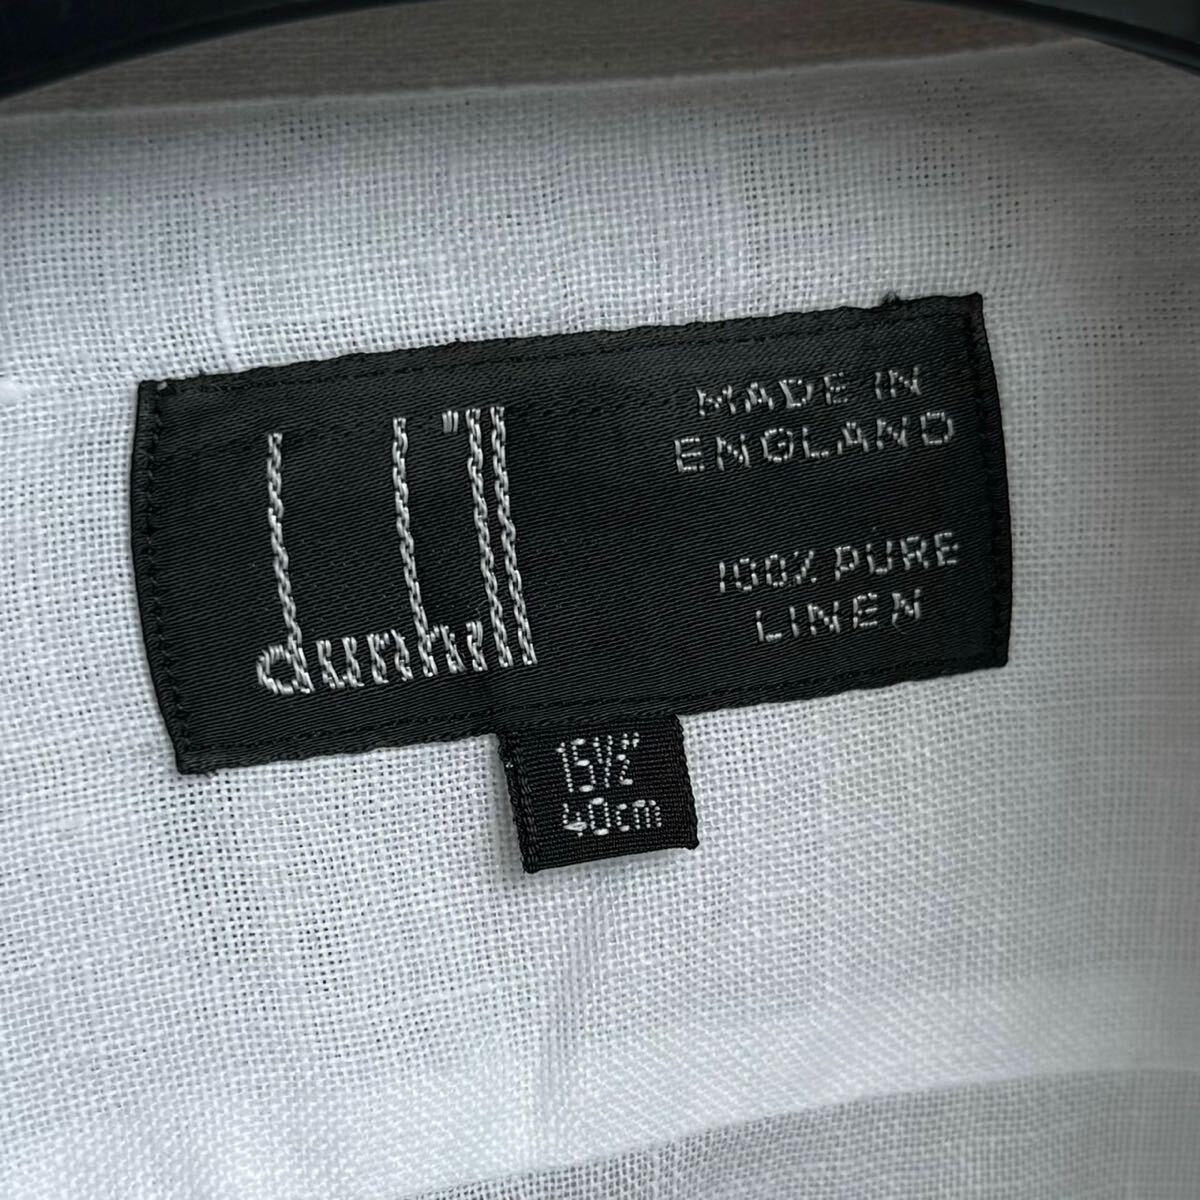 dunhill
MADE IN
ENGLAND
100% PURE
LINEN
15½"
40cm